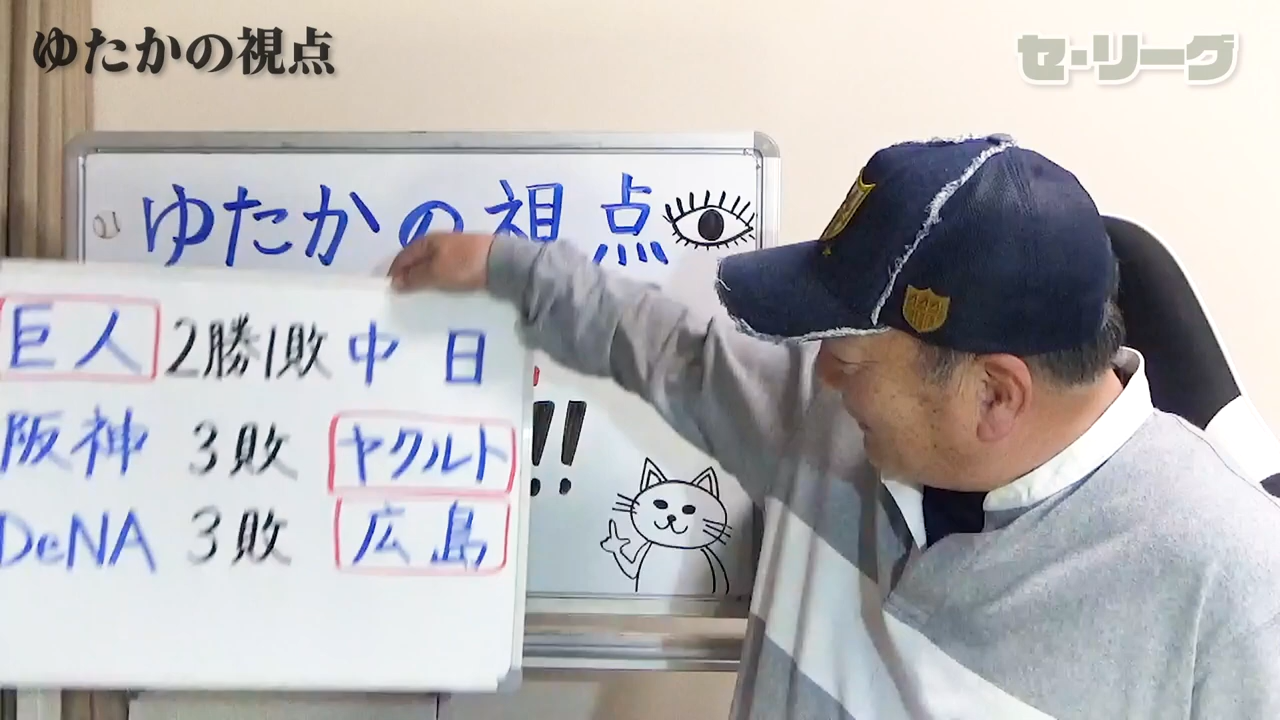 ゆたかの視点
セ・リーグ
ゆたかの視点
巨人 2勝1敗 中日
阪神 3敗 ヤクルト
DeNA 3敗 広島
!!